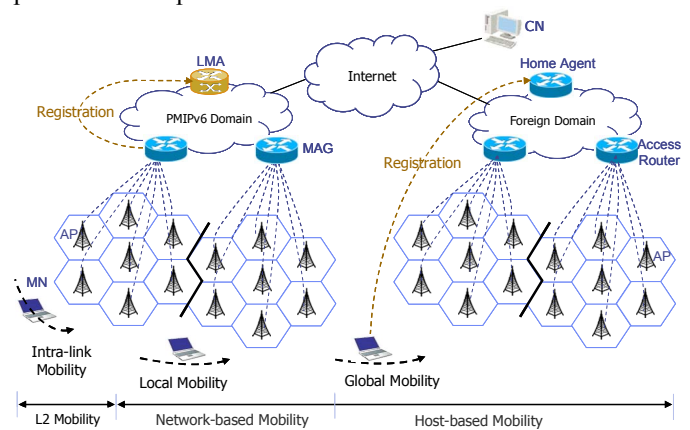 CN
LMA
Home Agent
Internet
Registration
PMIPv6 Domain
Foreign Domain
MAG
Access
Router
Registration
AP
AP
MN
Intra-link
Mobility
Local Mobility
Global Mobility
L2 Mobility
Network-based Mobility
Host-based Mobility